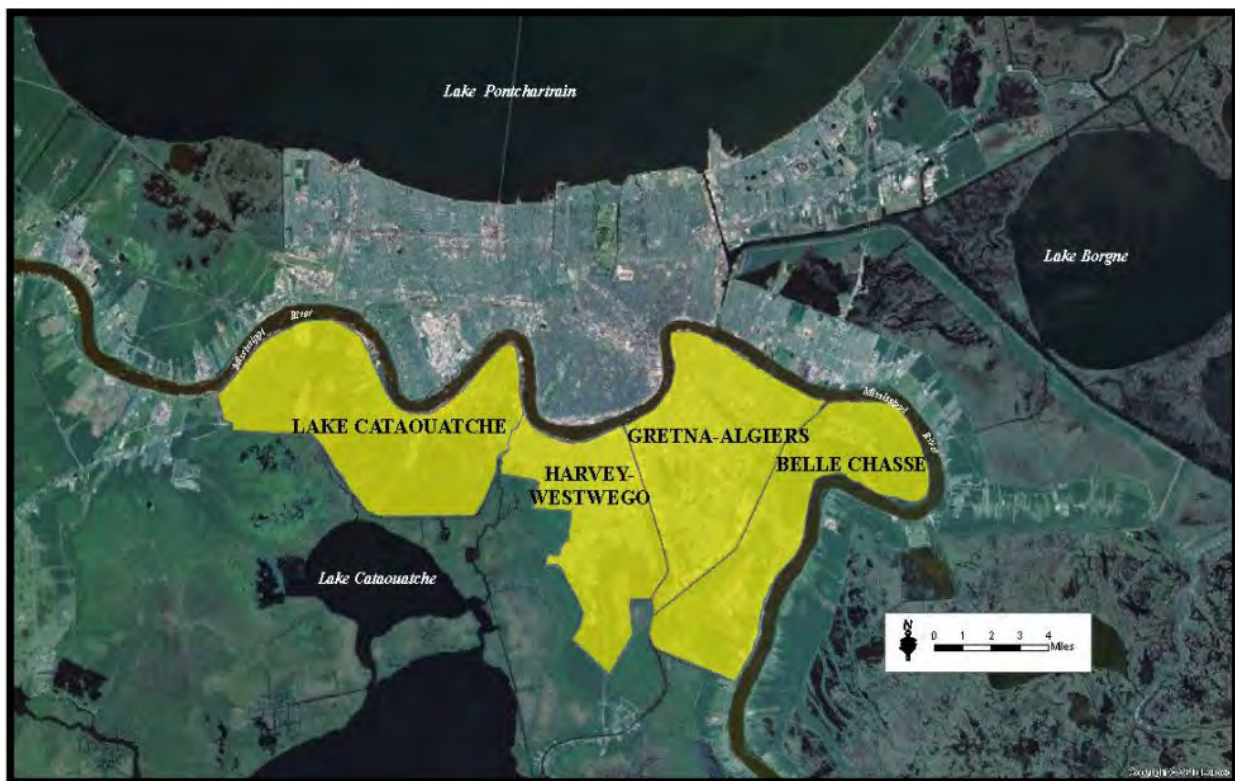 Lake Pontchartrain
Lake Borgne
Mississippi
River
LAKE CATAOUATCHE
GRETNA-ALGIERS
Mississippi
River
BELLE CHASSE
HARVEY-
WESTWEGO
Lake Cataouatche
N
0 1 2 3 4
Miles